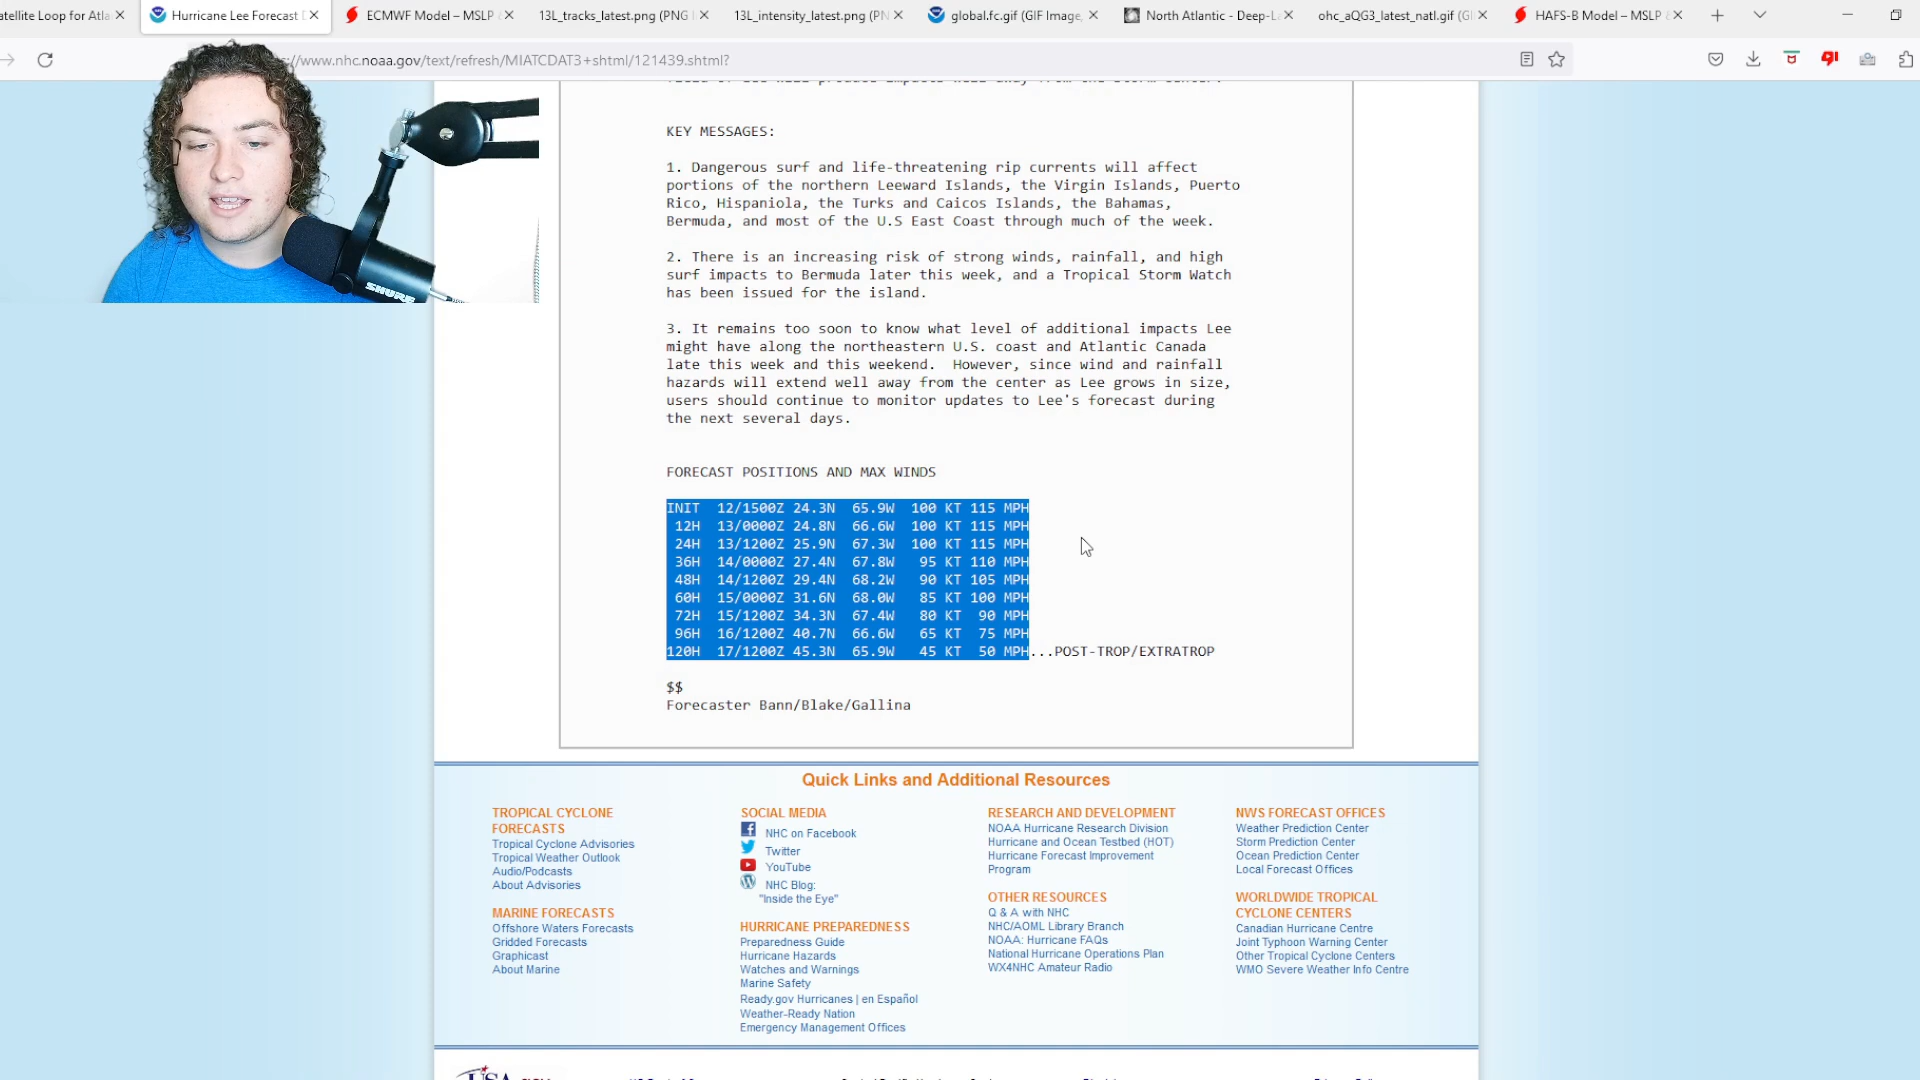 atellite Loop for Atla
Hurricane Lee Forecast D
ECMWF Model – MSLP
13L_tracks_latest.png (PNG I
13L_intensity_latest.png (PN
global.fc.gif (GIF Image,
North Atlantic - Deep-L
ohc_aQG3_latest_natl.gif (GI
HAFS-B Model – MSLP
//www.nhc.noaa.gov/text/refresh/MIATCDAT3+shtml/121439.shtml?
KEY MESSAGES:
1. Dangerous surf and life-threatening rip currents will affect
portions of the northern Leeward Islands, the Virgin Islands, Puerto
Rico, Hispaniola, the Turks and Caicos Islands, the Bahamas,
Bermuda, and most of the U.S East Coast through much of the week.
2. There is an increasing risk of strong winds, rainfall, and high
surf impacts to Bermuda later this week, and a Tropical Storm Watch
has been issued for the island.
3. It remains too soon to know what level of additional impacts Lee
might have along the northeastern U.S. coast and Atlantic Canada
late this week and this weekend.  However, since wind and rainfall
hazards will extend well away from the center as Lee grows in size,
users should continue to monitor updates to Lee's forecast during
the next several days.
FORECAST POSITIONS AND MAX WINDS
INIT  12/1500Z 24.3N  65.9W  100 KT 115 MPH
12H  13/0000Z 24.8N  66.6W  100 KT 115 MPH
24H  13/1200Z 25.9N  67.3W  100 KT 115 MPH
36H  14/0000Z 27.4N  67.8W   95 KT 110 MPH
48H  14/1200Z 29.4N  68.2W   90 KT 105 MPH
60H  15/0000Z 31.6N  68.0W   85 KT 100 MPH
72H  15/1200Z 34.3N  67.4W   80 KT  90 MPH
96H  16/1200Z 40.7N  66.6W   65 KT  75 MPH
120H  17/1200Z 45.3N  65.9W   45 KT  50 MPH...POST-TROP/EXTRATROP
$$
Forecaster Bann/Blake/Gallina
SHURE
Quick Links and Additional Resources
TROPICAL CYCLONE
FORECASTS
Tropical Cyclone Advisories
Tropical Weather Outlook
Audio/Podcasts
About Advisories
MARINE FORECASTS
Offshore Waters Forecasts
Gridded Forecasts
Graphicast
About Marine
SOCIAL MEDIA
NHC on Facebook
Twitter
YouTube
NHC Blog:
"Inside the Eye"
HURRICANE PREPAREDNESS
Preparedness Guide
Hurricane Hazards
Watches and Warnings
Marine Safety
Ready.gov Hurricanes | en Español
Weather-Ready Nation
Emergency Management Offices
RESEARCH AND DEVELOPMENT
NOAA Hurricane Research Division
Hurricane and Ocean Testbed (HOT)
Hurricane Forecast Improvement
Program
OTHER RESOURCES
Q & A with NHC
NHC/AOML Library Branch
NOAA: Hurricane FAQs
National Hurricane Operations Plan
WX4NHC Amateur Radio
NWS FORECAST OFFICES
Weather Prediction Center
Storm Prediction Center
Ocean Prediction Center
Local Forecast Offices
WORLDWIDE TROPICAL
CYCLONE CENTERS
Canadian Hurricane Centre
Joint Typhoon Warning Center
Other Tropical Cyclone Centers
WMO Severe Weather Info Centre